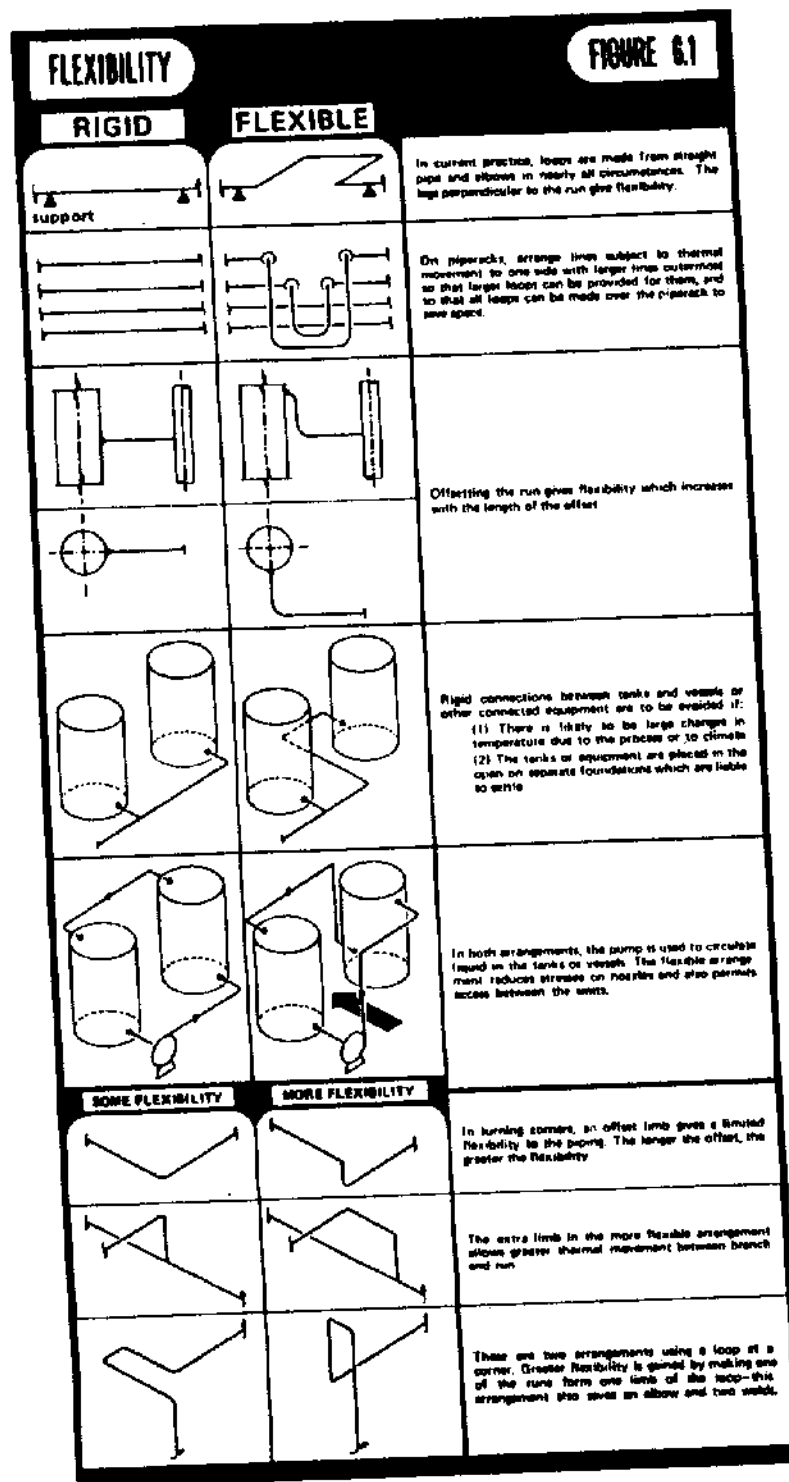 FLEXIBILITY
FIGURE 6.1
RIGID
FLEXIBLE
support
In current practice, loops are made from straight
pipe and elbows in nearly all circumstances. The
legs perpendicular to the run give flexibility.
On piperacks, arrange lines subject to thermal
movement to one side with larger lines outermost
so that larger loops can be provided for them, and
so that all loops can be made over the piperack to
save space.
Offsetting the run gives flexibility which increases
with the length of the offset
Rigid connections between tanks and vessels or
other connected equipment are to be avoided if:
(1) There is likely to be large changes in
temperature due to the process or to climate
(2) The tanks or equipment are placed in the
open on separate foundations which are liable
to settle
In both arrangements, the pump is used to circulate
liquid in the tanks or vessels. The flexible arrange-
ment reduces stresses on nozzles and also permits
access between the units.
SOME FLEXIBILITY
MORE FLEXIBILITY
In turning corners, an offset limb gives a limited
flexibility to the piping. The longer the offset, the
greater the flexibility
The extra limb in the more flexible arrangement
allows greater thermal movement between branch
and run
These are two arrangements using a loop at a
corner. Greater flexibility is gained by making one
of the runs form one limb of the loop—this
arrangement also saves an elbow and two welds.